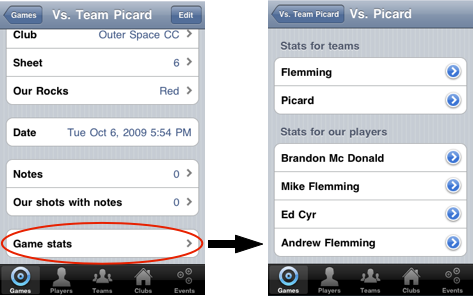 Games Vs. Team Picard Edit
Club Outer Space CC
Sheet 6
Our Rocks Red
Date Tue Oct 6, 2009 5:54 PM
Notes 0
Our shots with notes 0
Game stats
Games Players Teams Clubs Events
Vs. Team Picard Vs. Picard
Stats for teams
Flemming
Picard
Stats for our players
Brandon Mc Donald
Mike Flemming
Ed Cyr
Andrew Flemming
Games Players Teams Clubs Events